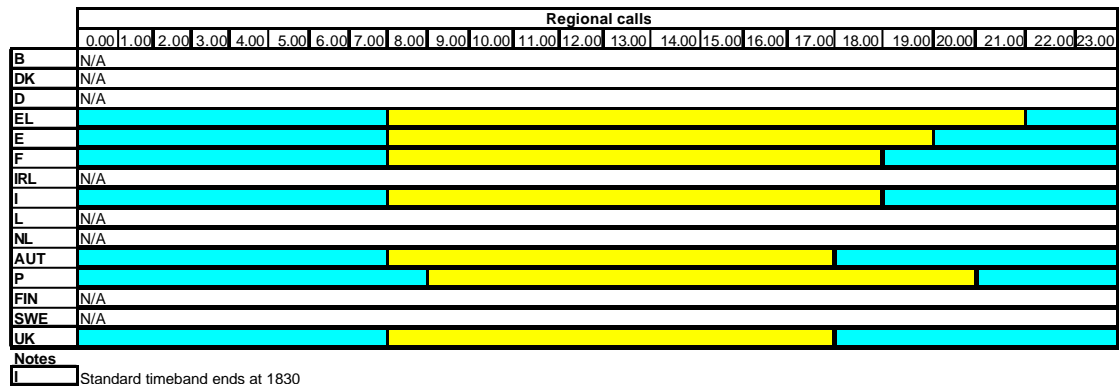 Regional calls
0.00 1.00 2.00 3.00 4.00 5.00 6.00 7.00 8.00 9.00 10.00 11.00 12.00 13.00 14.00 15.00 16.00 17.00 18.00 19.00 20.00 21.00 22.00 23.00
B N/A
DK N/A
D N/A
EL
E
F
IRL N/A
I
L N/A
NL N/A
AUT
P
FIN N/A
SWE N/A
UK
Notes
I Standard timeband ends at 1830